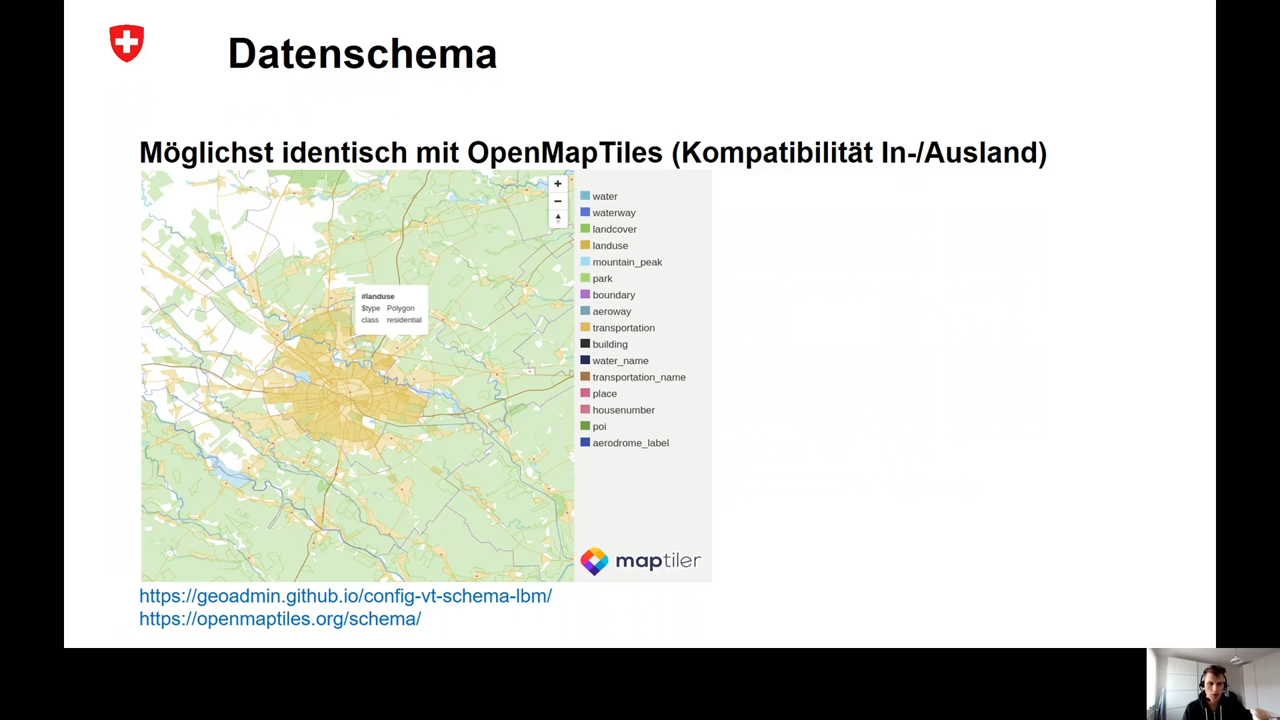 Datenschema
Möglichst identisch mit OpenMapTiles (Kompatibilität In-/Ausland)
#landuse
$type Polygon
class residential
+
−
water
waterway
landcover
landuse
mountain_peak
park
boundary
aeroway
transportation
building
water_name
transportation_name
place
housenumber
poi
aerodrome_label
maptiler
https://geoadmin.github.io/config-vt-schema-lbm/
https://openmaptiles.org/schema/